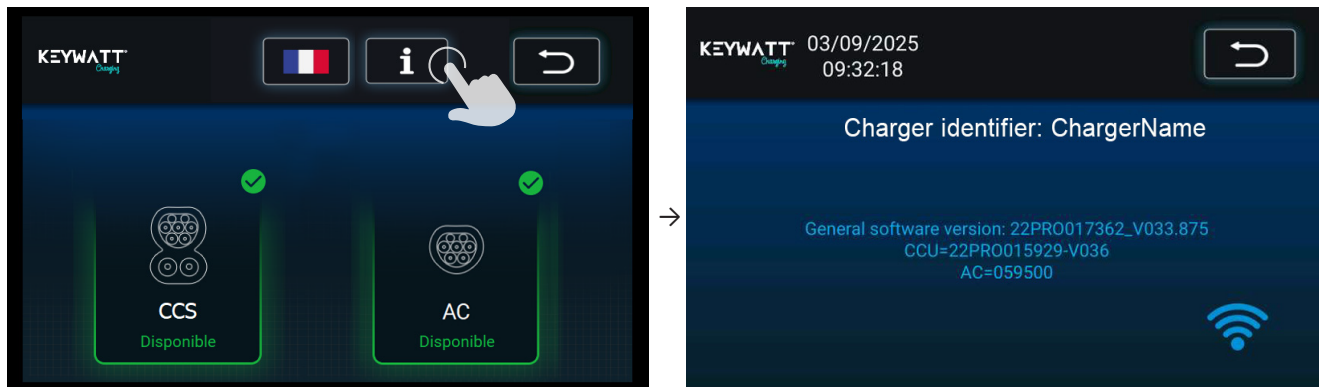 KEYWATT
Charging
i
CCS
Disponible
AC
Disponible
→
KEYWATT
Charging
03/09/2025
09:32:18
Charger identifier: ChargerName
General software version: 22PRO017362_V033.875
CCU=22PRO015929-V036
AC=059500